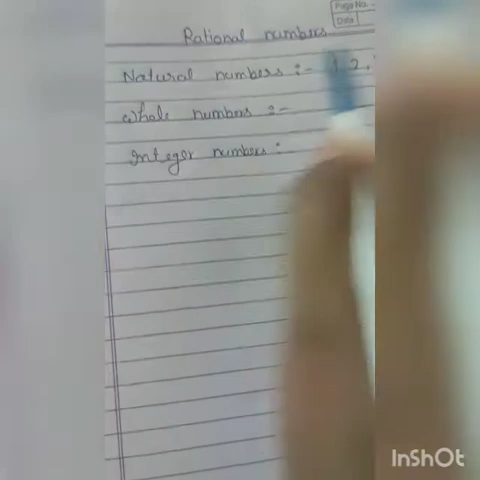 Page No.
Date
Rational numbers
Natural numbers :- 1, 2,
Whole numbers :-
Integer numbers :
InShOt